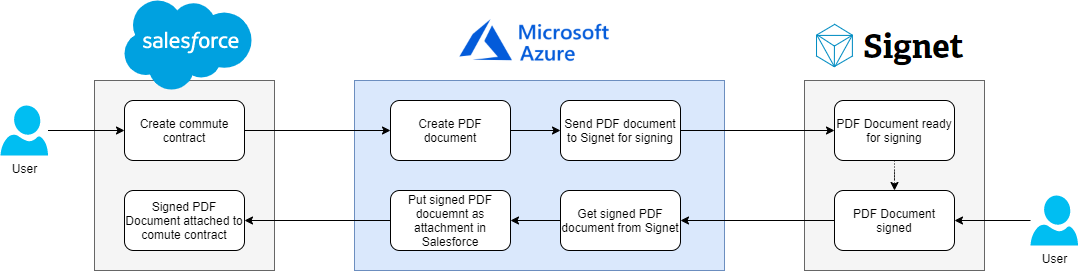 salesforce
Microsoft
Azure
Signet
Create commute
contract
Create PDF
document
Send PDF document
to Signet for signing
PDF Document ready
for signing
User
Signed PDF
Document attached to
comute contract
Put signed PDF
docuemnt as
attachment in
Salesforce
Get signed PDF
document from Signet
PDF Document
signed
User